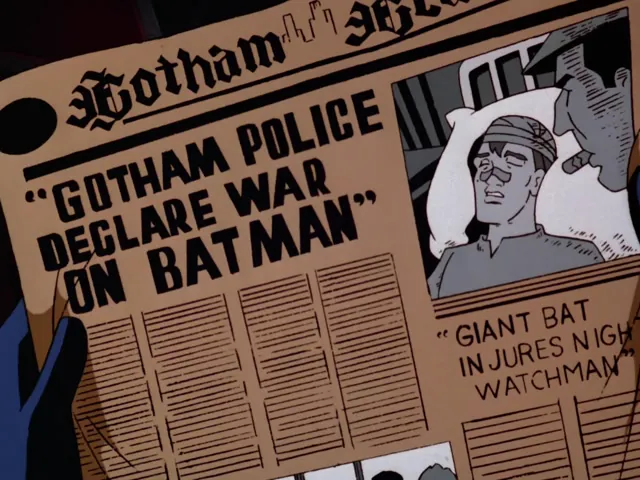 Gotham
"GOTHAM POLICE
DECLARE WAR
ON BATMAN"
"GIANT BAT
INJURES NIGH
WATCHMAN"